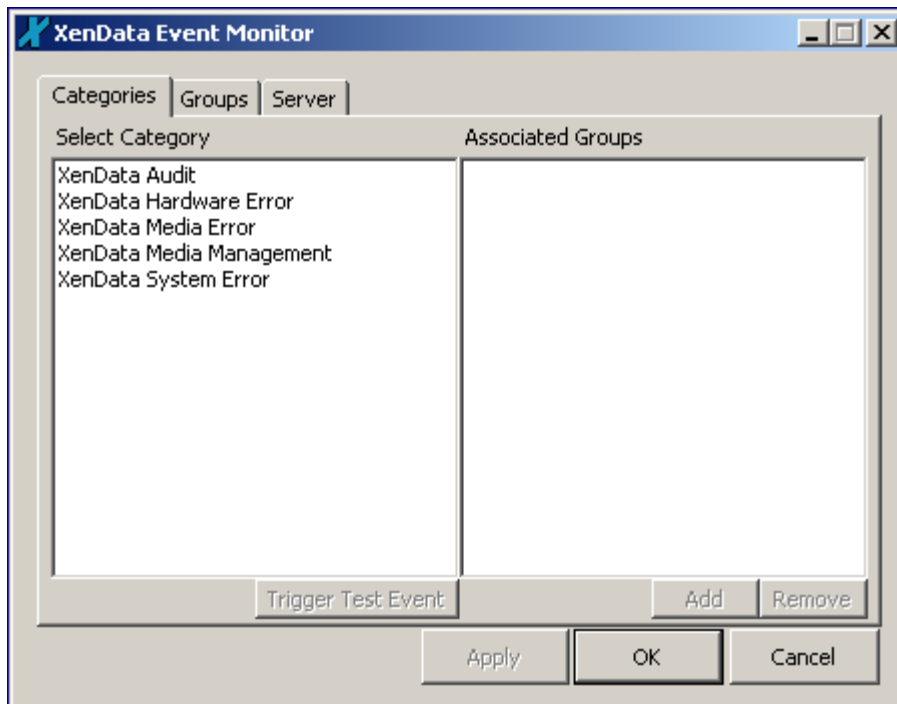 XenData Event Monitor
Categories Groups Server
Select Category Associated Groups
XenData Audit
XenData Hardware Error
XenData Media Error
XenData Media Management
XenData System Error
Trigger Test Event Add Remove
Apply OK Cancel